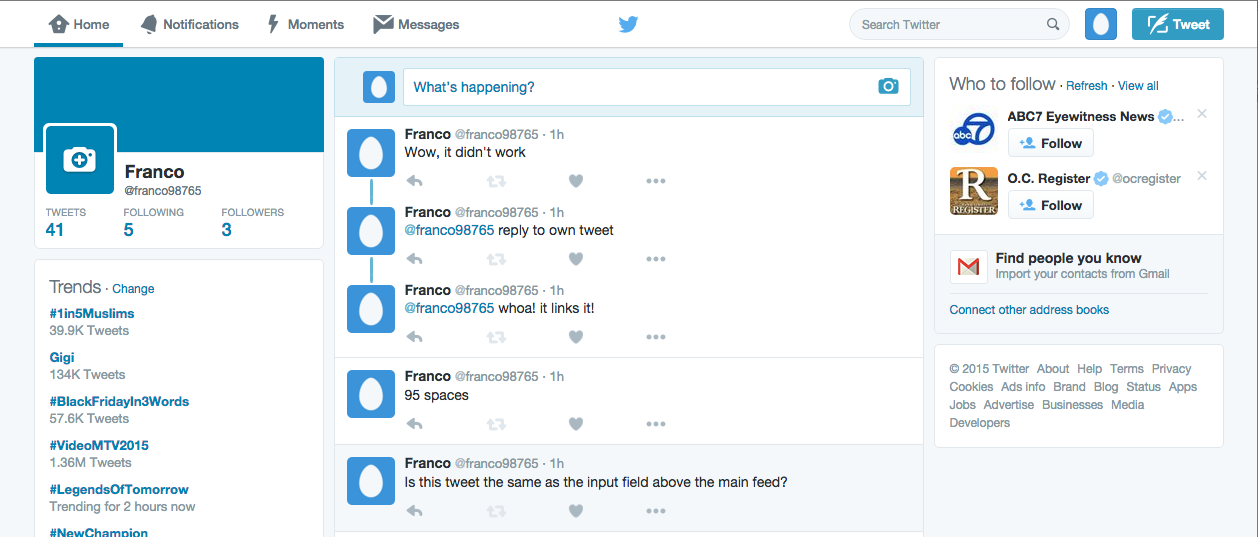 Home
Notifications
Moments
Messages
Search Twitter
Tweet
Franco
@franco98765
TWEETS FOLLOWING FOLLOWERS
41 5 3
Trends · Change
#1in5Muslims
39.9K Tweets
Gigi
134K Tweets
#BlackFridayIn3Words
57.6K Tweets
#VideoMTV2015
1.36M Tweets
#LegendsOfTomorrow
Trending for 2 hours now
#NewChampion
What's happening?
Franco @franco98765 · 1h
Wow, it didn't work
Franco @franco98765 · 1h
@franco98765 reply to own tweet
Franco @franco98765 · 1h
@franco98765 whoa! it links it!
Franco @franco98765 · 1h
95 spaces
Franco @franco98765 · 1h
Is this tweet the same as the input field above the main feed?
Who to follow · Refresh · View all
abc 7
ABC7 Eyewitness News ...
Follow
R
REGISTER
O.C. Register @ocregister
Follow
Find people you know
Import your contacts from Gmail
Connect other address books
© 2015 Twitter About Help Terms Privacy
Cookies Ads info Brand Blog Status Apps
Jobs Advertise Businesses Media
Developers